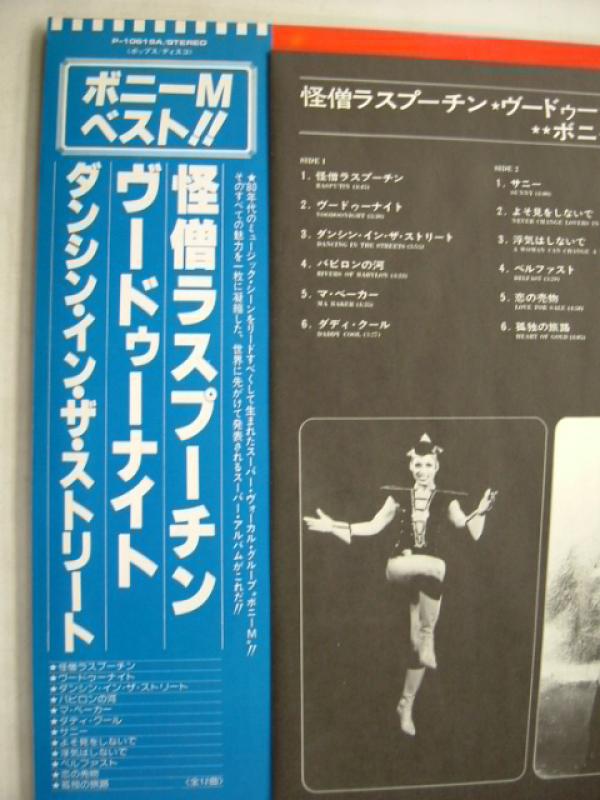 P-10619A/STEREO
(ポップス/ディスコ)
ボニーM
ベスト!!
怪僧ラスプーチン
ヴードゥーナイト
ダンシン・イン・ザ・ストリート
★80年代のミュージック・シーンをリードすべくして生まれたスーパー・ヴォーカル・グループ"ボニーM"!!
そのすべての魅力を一枚に凝縮した、世界に先がけて発表されるスーパー・アルバムがこれだ!!
★怪僧ラスプーチン
★ヴードゥーナイト
★ダンシン・イン・ザ・ストリート
★バビロンの河
★マ・ベーカー
★ダディ・クール
★サニー
★よそ見をしないで
★浮気はしないで
★ベルファスト
★恋の売物
★孤独の旅路
〈全12曲〉
怪僧ラスプーチン★ヴードゥー
★★ボニ
SIDE 1
1. 怪僧ラスプーチン
RASPUTIN
2. ヴードゥーナイト
VOODOONIGHT
3. ダンシン・イン・ザ・ストリート
DANCING IN THE STREETS
4. バビロンの河
RIVERS OF BABYLON
5. マ・ベーカー
MA BAKER
6. ダディ・クール
DADDY COOL
SIDE 2
1. サニー
SUNNY
2. よそ見をしないで
NEVER CHANGE LOVERS IN
3. 浮気はしないで
A WOMAN CAN CHANGE A
4. ベルファスト
BELFAST
5. 恋の売物
LOVE FOR SALE
6. 孤独の旅路
HEART OF GOLD